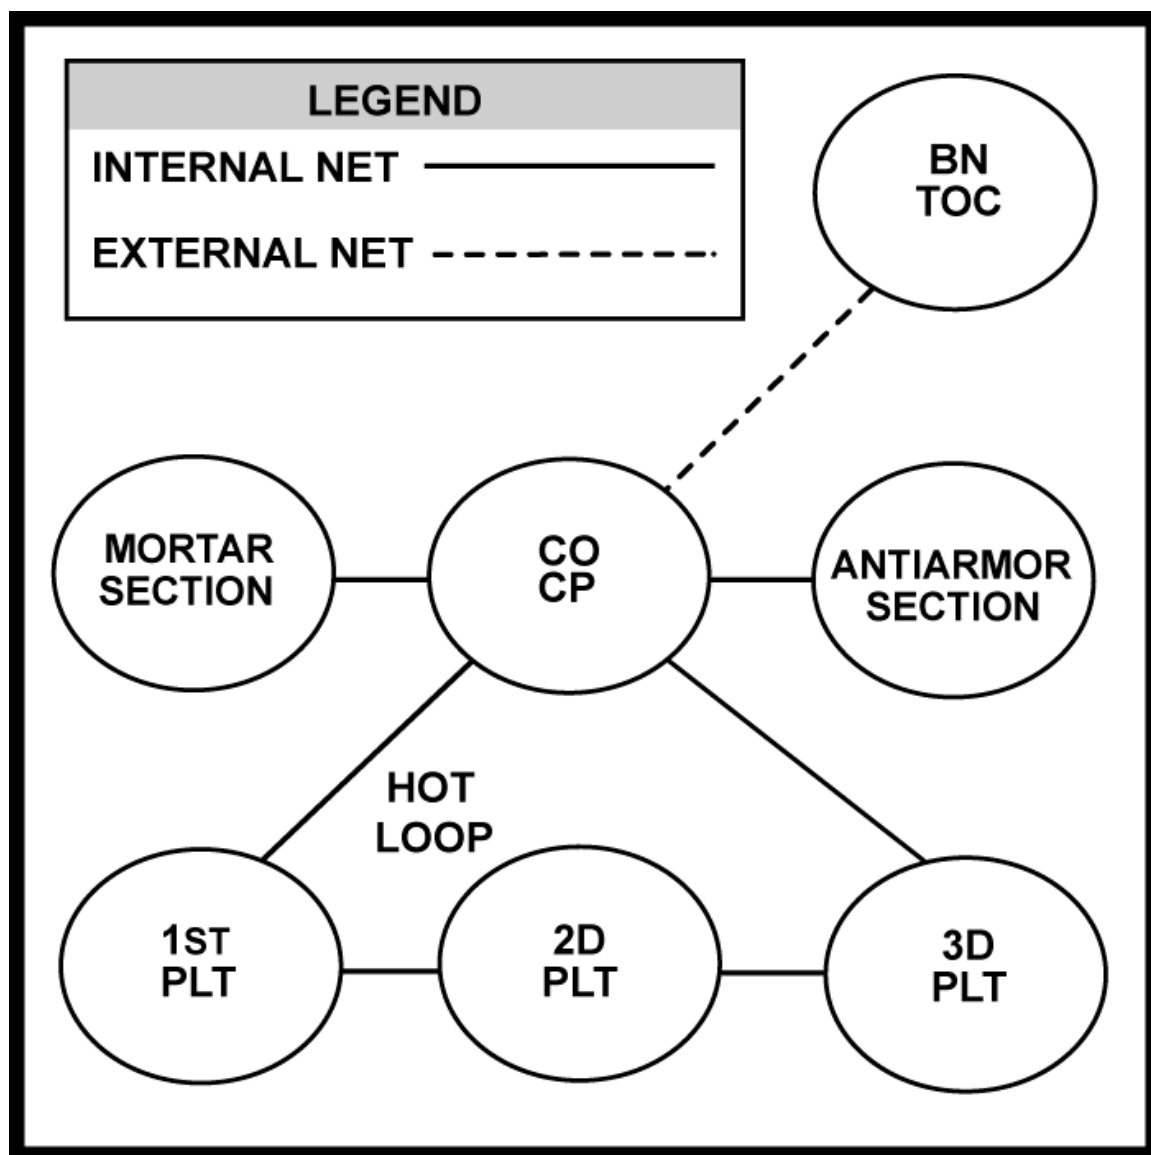 LEGEND
INTERNAL NET
EXTERNAL NET
BN
TOC
MORTAR
SECTION
CO
CP
ANTIARMOR
SECTION
HOT
LOOP
1ST
PLT
2D
PLT
3D
PLT